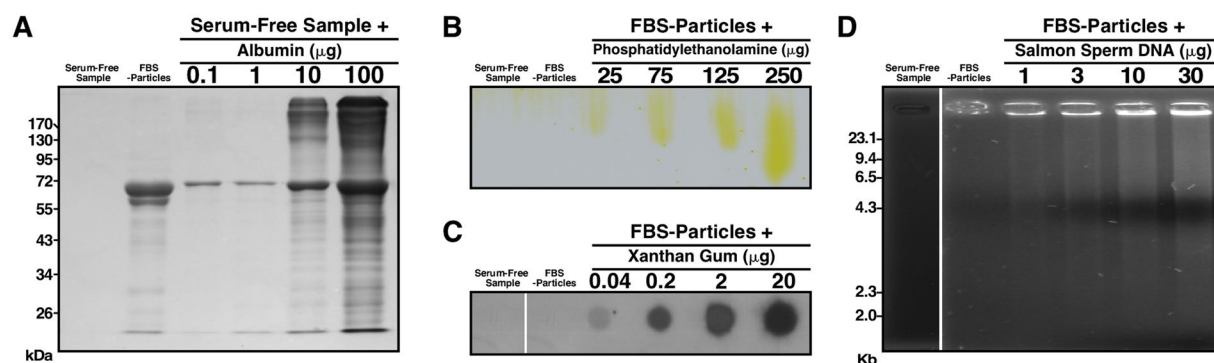 A
Serum-Free Sample +
Albumin (μg)
Serum-Free Sample
FBS -Particles
0.1 1 10 100
170
130
95
72
55
43
34
26
kDa
B
FBS-Particles +
Phosphatidylethanolamine (μg)
Serum-Free Sample
FBS -Particles
25 75 125 250
C
FBS-Particles +
Xanthan Gum (μg)
Serum-Free Sample
FBS -Particles
0.04 0.2 2 20
D
FBS-Particles +
Salmon Sperm DNA (μg)
Serum-Free Sample
FBS -Particles
1 3 10 30
23.1
9.4
6.5
4.3
2.3
2.0
Kb